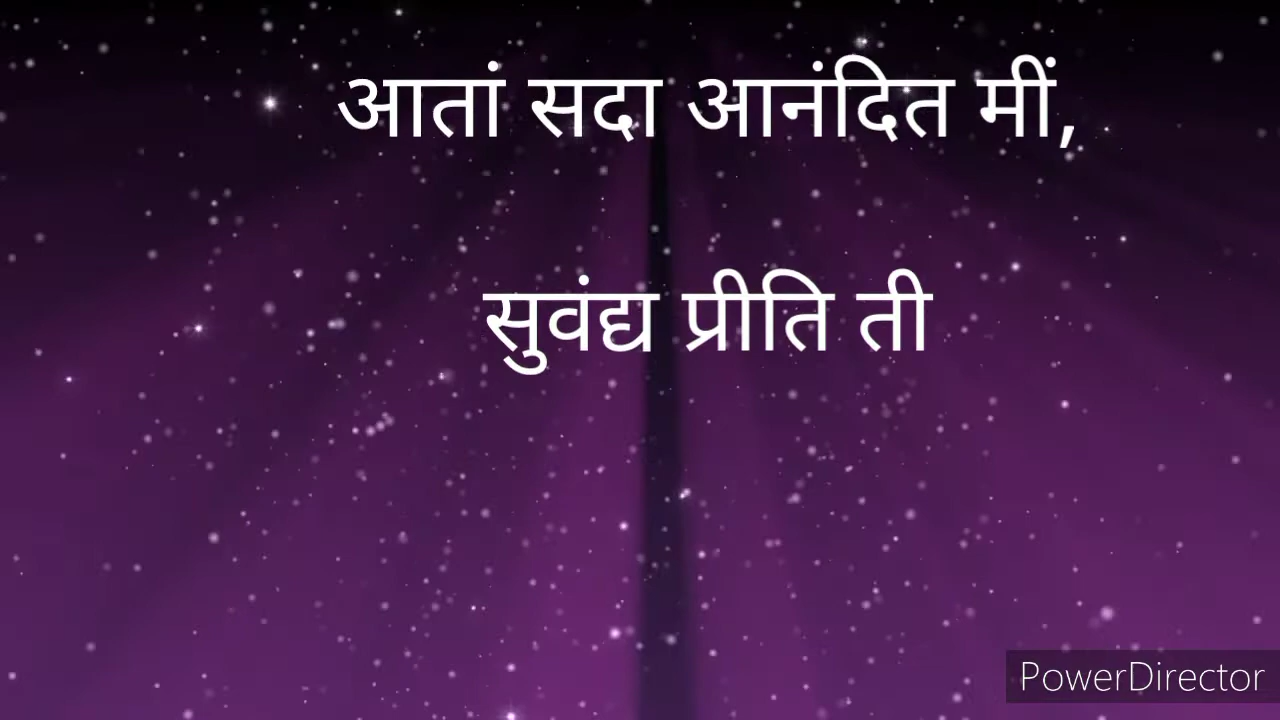 आतां सदा आनंदित मीं,
सुवंद्य प्रीति ती
PowerDirector